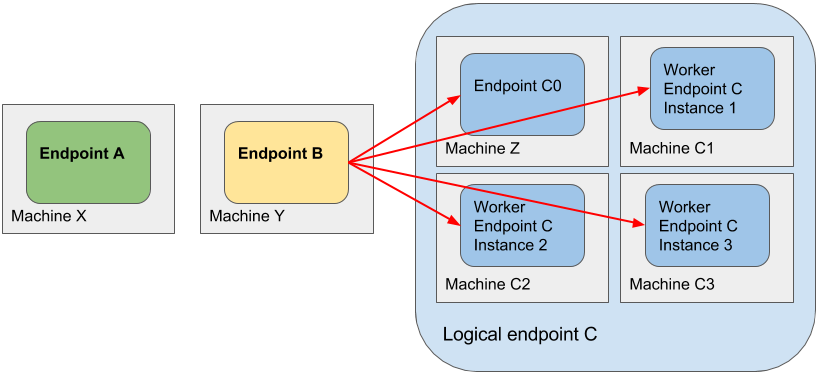 Endpoint A
Machine X
Endpoint B
Machine Y
Endpoint C0
Machine Z
Worker
Endpoint C
Instance 1
Machine C1
Worker
Endpoint C
Instance 2
Machine C2
Worker
Endpoint C
Instance 3
Machine C3
Logical endpoint C